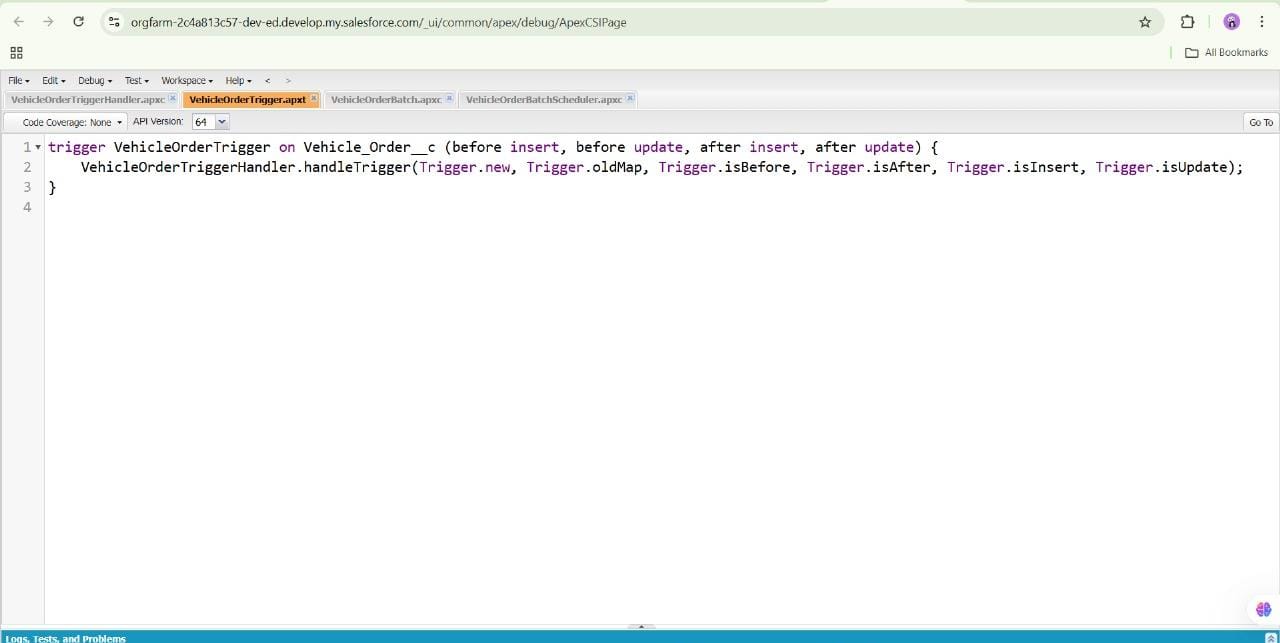 orgfarm-2c4a813c57-dev-ed.develop.my.salesforce.com/_ui/common/apex/debug/ApexCSIPage
All Bookmarks
File Edit Debug Test Workspace Help < >
VehicleOrderTriggerHandler.apxc VehicleOrderTrigger.apxt VehicleOrderBatch.apxc VehicleOrderBatchScheduler.apxc
Code Coverage: None API Version: 64 Go To
1 trigger VehicleOrderTrigger on Vehicle_Order__c (before insert, before update, after insert, after update) {
2 VehicleOrderTriggerHandler.handleTrigger(Trigger.new, Trigger.oldMap, Trigger.isBefore, Trigger.isAfter, Trigger.isInsert, Trigger.isUpdate);
3 }
4
Logs, Tests, and Problems